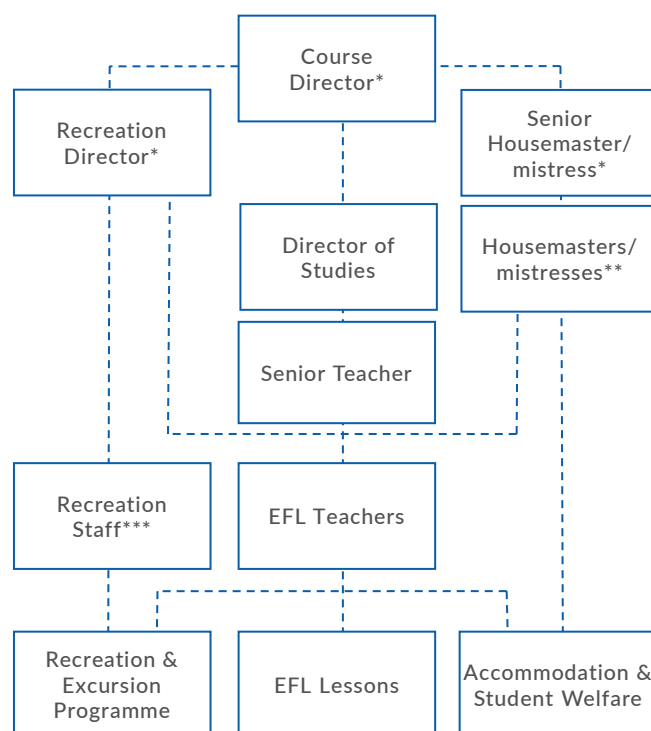 Course
Director*
Recreation
Director*
Senior
Housemaster/
mistress*
Director of
Studies
Housemasters/
mistresses**
Senior Teacher
Recreation
Staff***
EFL Teachers
Recreation &
Excursion
Programme
EFL Lessons
Accommodation &
Student Welfare